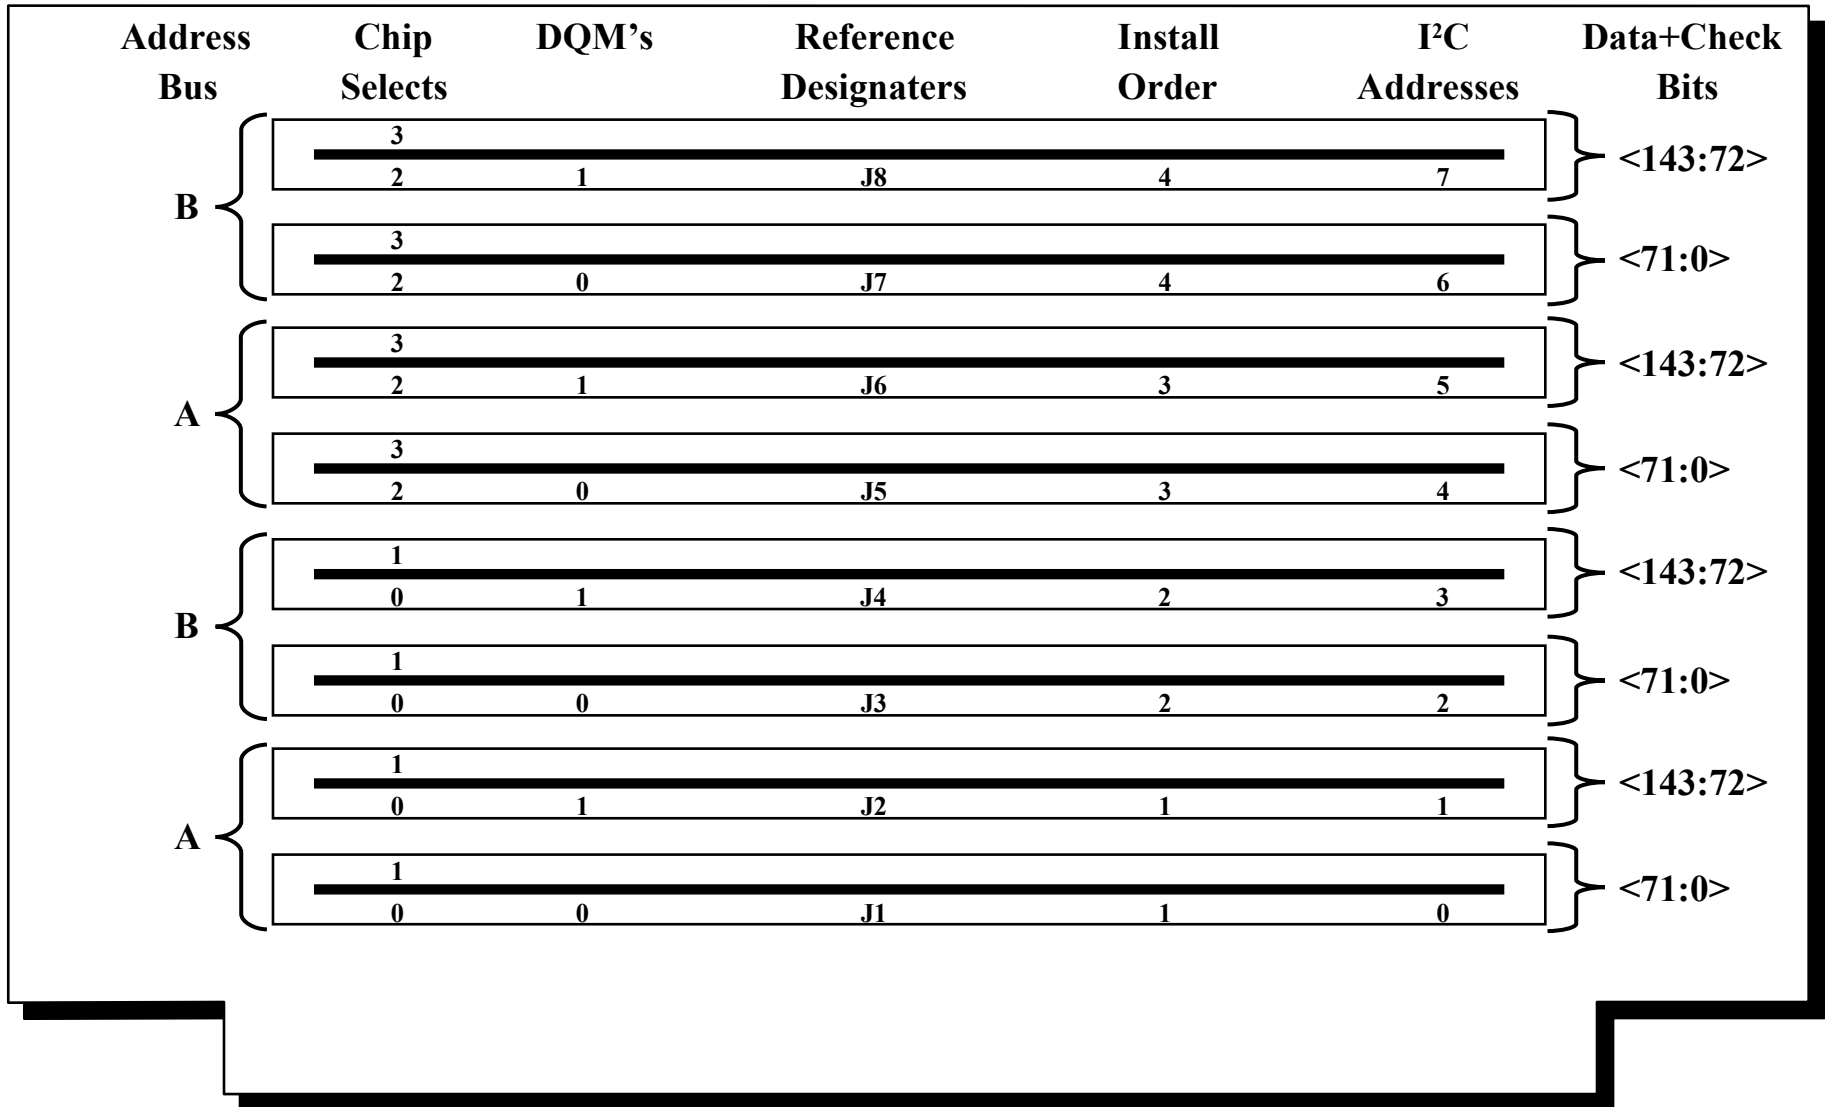 Address Chip DQM's Reference Install I²C Data+Check
Bus Selects Designaters Order Addresses Bits
3
2 1 J8 4 7 <143:72>
B
3
2 0 J7 4 6 <71:0>
3
2 1 J6 3 5 <143:72>
A
3
2 0 J5 3 4 <71:0>
1
0 1 J4 2 3 <143:72>
B
1
0 0 J3 2 2 <71:0>
1
0 1 J2 1 1 <143:72>
A
1
0 0 J1 1 0 <71:0>